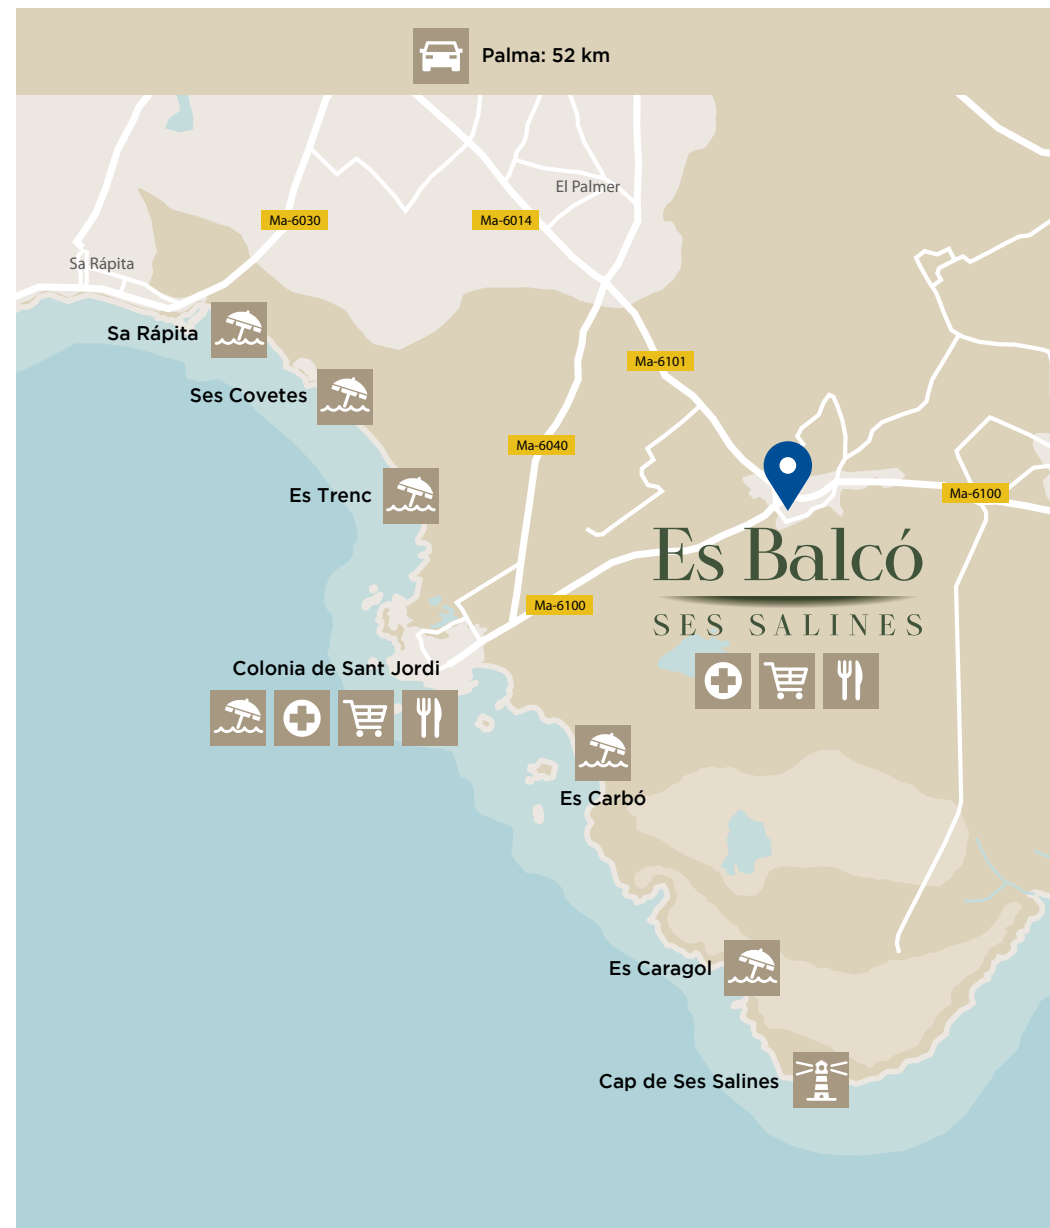 Palma: 52 km
El Palmer
Ma-6030
Ma-6014
Sa Rápita
Sa Rápita
Ma-6101
Ses Covetes
Ma-6040
Es Trenc
Ma-6100
Es Balcó
SES SALINES
Ma-6100
Colonia de Sant Jordi
Es Carbó
Es Caragol
Cap de Ses Salines